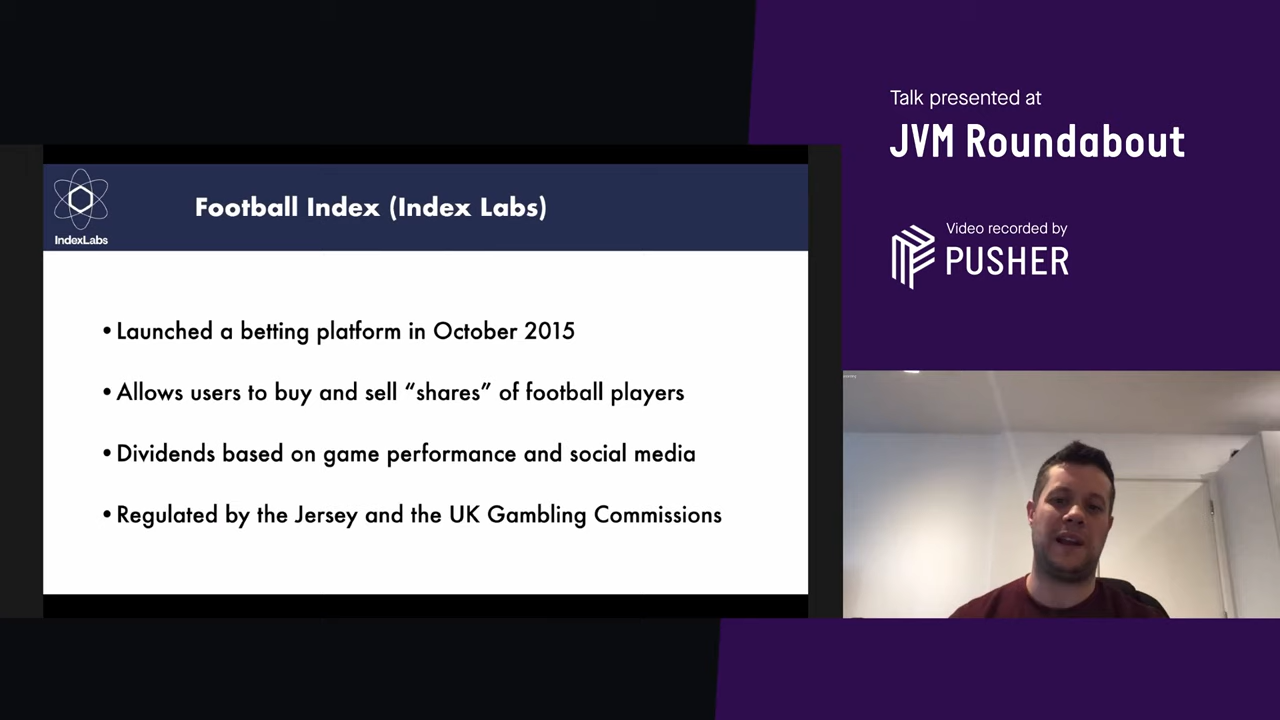 Talk presented at
JVM Roundabout
Video recorded by
PUSHER
IndexLabs
Football Index (Index Labs)
• Launched a betting platform in October 2015
• Allows users to buy and sell “shares” of football players
• Dividends based on game performance and social media
• Regulated by the Jersey and the UK Gambling Commissions